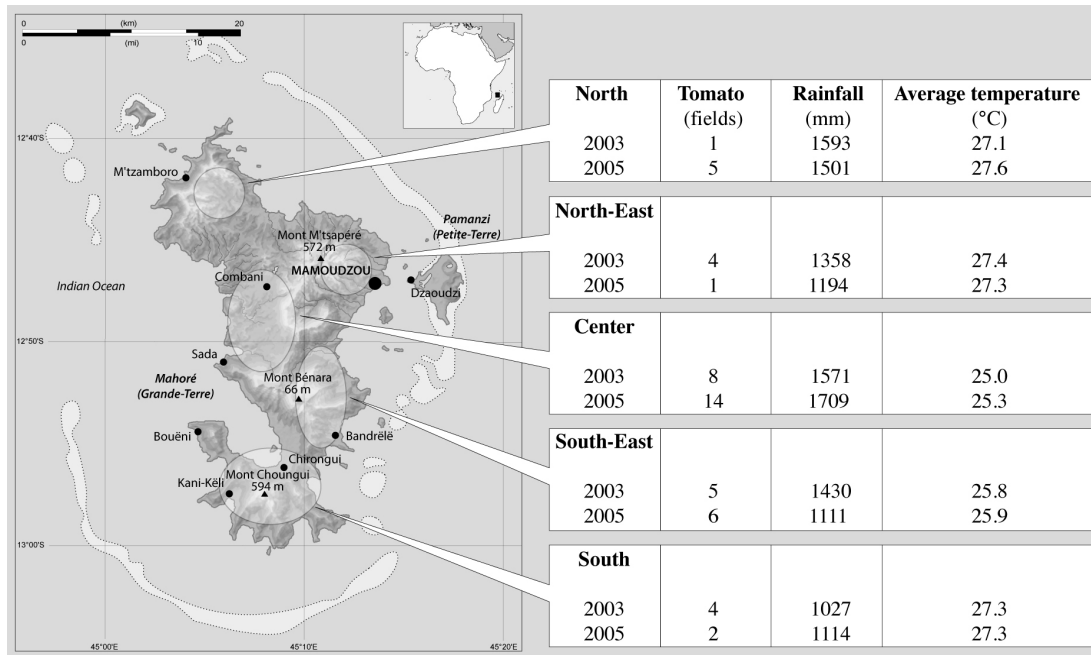 0 (km) 20
0 (mi) 10
12°40'S
M'tzamboro
Pamanzi
(Petite-Terre)
Mont M'tsapéré
572 m
MAMOUDZOU
Combani
Dzaoudzi
Indian Ocean
12°50'S
Sada
Mahoré
(Grande-Terre)
Mont Bénara
66 m
Bouëni
Bandrélé
Chirongui
Mont Choungui
594 m
Kani-Kéli
13°00'S
45°00'E 45°10'E 45°20'E
North Tomato Rainfall Average temperature
(fields) (mm) (°C)
2003 1 1593 27.1
2005 5 1501 27.6
North-East
2003 4 1358 27.4
2005 1 1194 27.3
Center
2003 8 1571 25.0
2005 14 1709 25.3
South-East
2003 5 1430 25.8
2005 6 1111 25.9
South
2003 4 1027 27.3
2005 2 1114 27.3